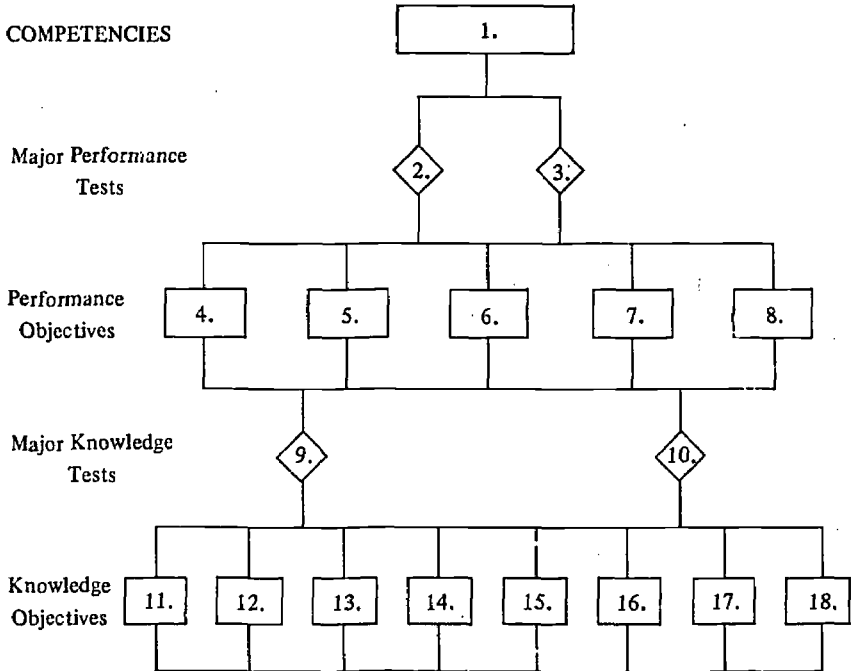 COMPETENCIES
1.
Major Performance
Tests
2.
3.
Performance
Objectives
4.
5.
6.
7.
8.
Major Knowledge
Tests
9.
10.
Knowledge
Objectives
11.
12.
13.
14.
15.
16.
17.
18.